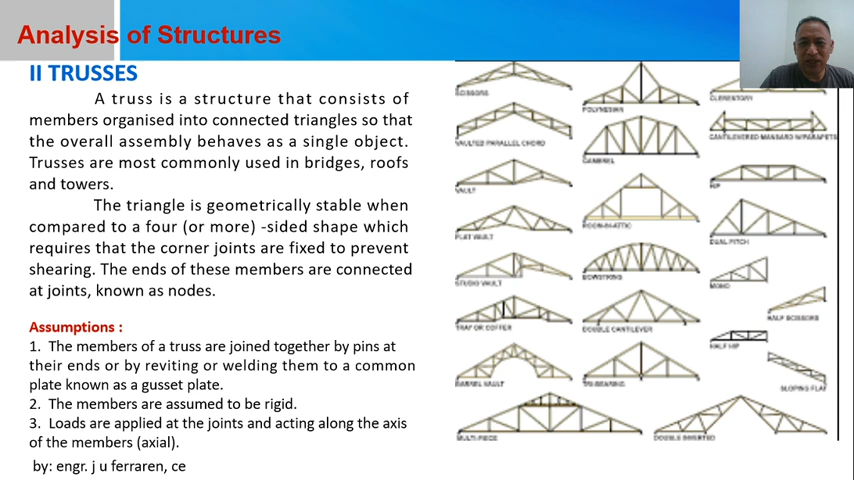 Analysis of Structures
II TRUSSES
A truss is a structure that consists of
members organised into connected triangles so that
the overall assembly behaves as a single object.
Trusses are most commonly used in bridges, roofs
and towers.
The triangle is geometrically stable when
compared to a four (or more) -sided shape which
requires that the corner joints are fixed to prevent
shearing. The ends of these members are connected
at joints, known as nodes.
Assumptions :
1. The members of a truss are joined together by pins at
their ends or by reviting or welding them to a common
plate known as a gusset plate.
2. The members are assumed to be rigid.
3. Loads are applied at the joints and acting along the axis
of the members (axial).
by: engr. j u ferraren, ce
SCISSORS
VAULTED PARALLEL CHORD
VAULT
FLAT VAULT
STUDIO VAULT
TRAY OR COFFER
BARREL VAULT
MULTI-PIECE
POLYNESIAN
GAMBREL
ROOM-IN-ATTIC
BOWSTRING
DOUBLE CANTILEVER
TRI-BEARING
DOUBLE INVERTED
CLERESTORY
CANTILEVERED MANSARD W/PARAPETS
HIP
DUAL PITCH
MONO
HALF SCISSORS
HALF HIP
SLOPING FLAT